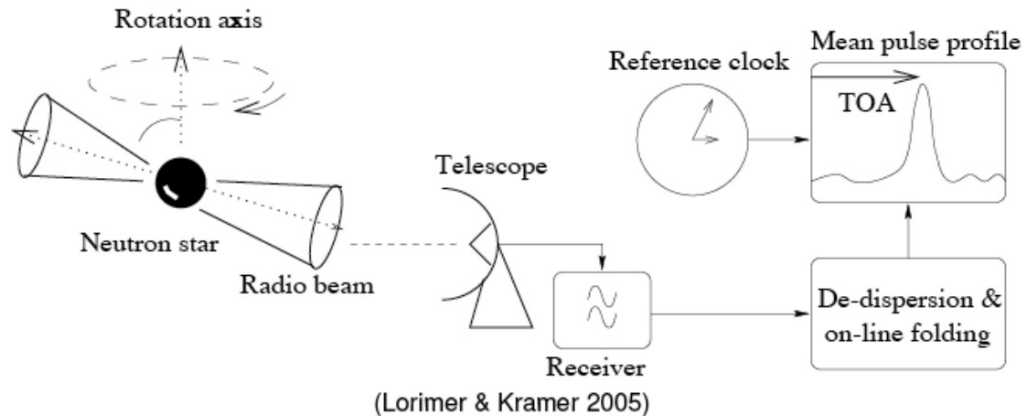 Rotation axis
Mean pulse profile
Reference clock
TOA
Telescope
Neutron star
Radio beam
De-dispersion &
on-line folding
Receiver
(Lorimer & Kramer 2005)